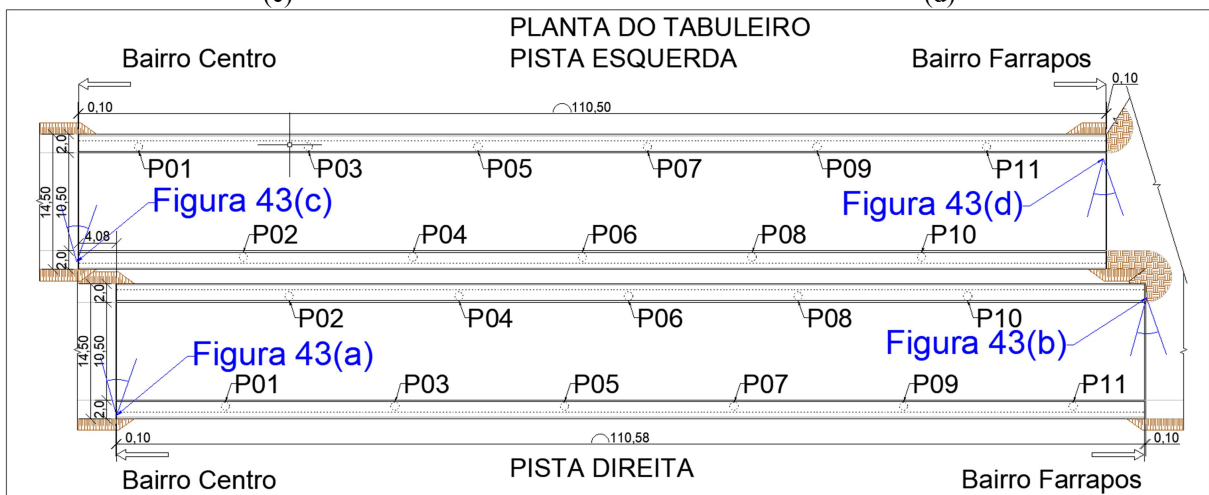 (c) (d)
PLANTA DO TABULEIRO
PISTA ESQUERDA
Bairro Centro
Bairro Farrapos
0,10
110,50
0,10
P01
P03
P05
P07
P09
P11
2,0
10,50
14,50
2,0
Figura 43(c)
Figura 43(d)
4,08
P02
P04
P06
P08
P10
2,0
10,50
14,50
2,0
P02
P04
P06
P08
P10
Figura 43(a)
Figura 43(b)
P01
P03
P05
P07
P09
P11
0,10
110,58
0,10
Bairro Centro
PISTA DIREITA
Bairro Farrapos